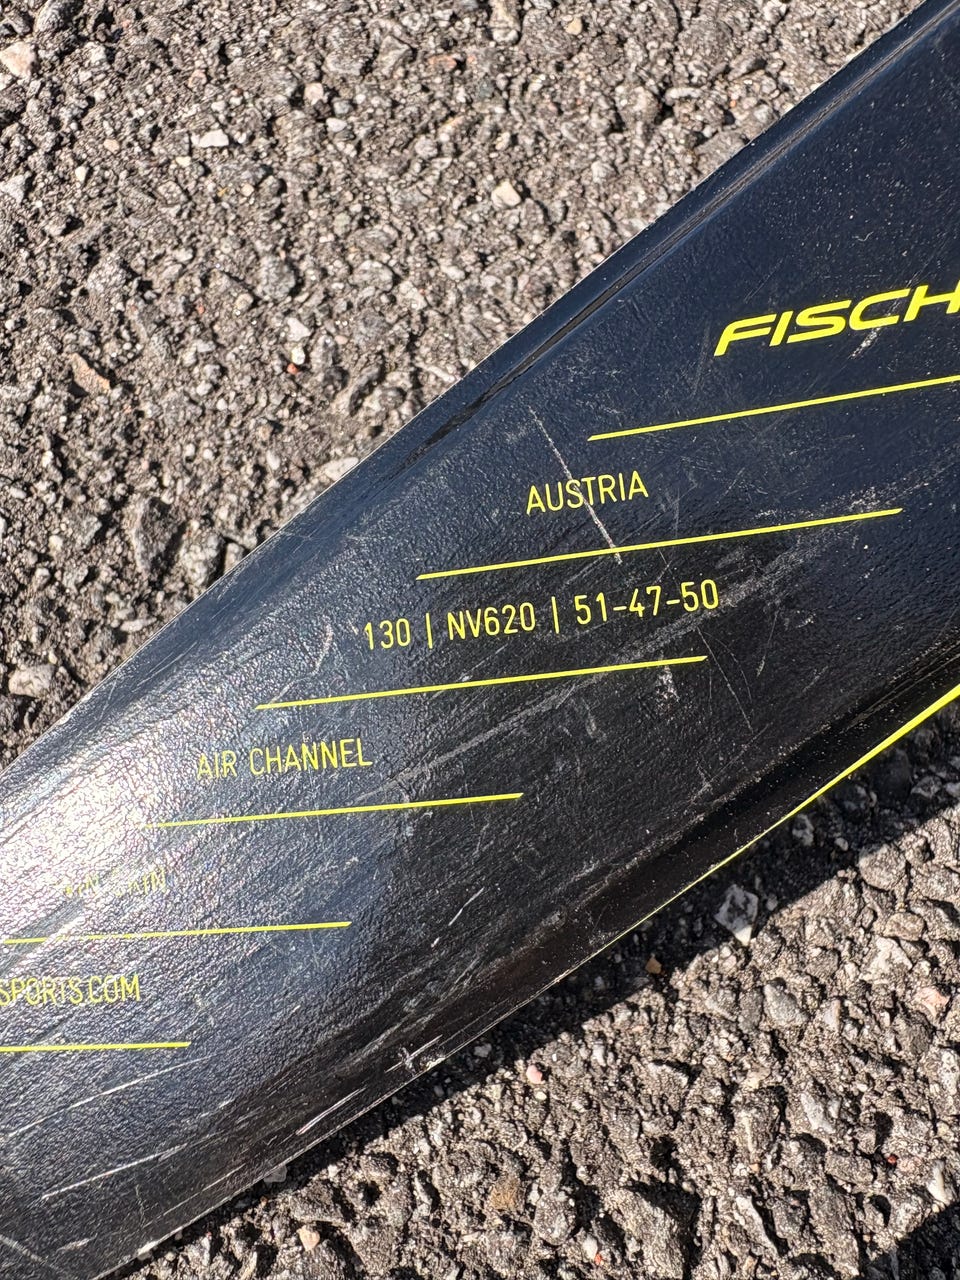 FISCH
AUSTRIA
130 | NV620 | 51-47-50
AIR CHANNEL
SPORTS.COM